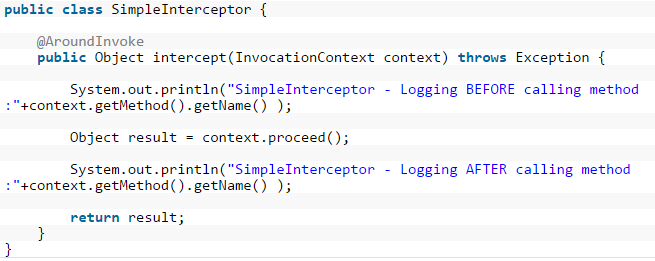 public class SimpleInterceptor {
@AroundInvoke
public Object intercept(InvocationContext context) throws Exception {
System.out.println("SimpleInterceptor - Logging BEFORE calling method
:"+context.getMethod().getName() );
Object result = context.proceed();
System.out.println("SimpleInterceptor - Logging AFTER calling method
:"+context.getMethod().getName() );
return result;
}
}